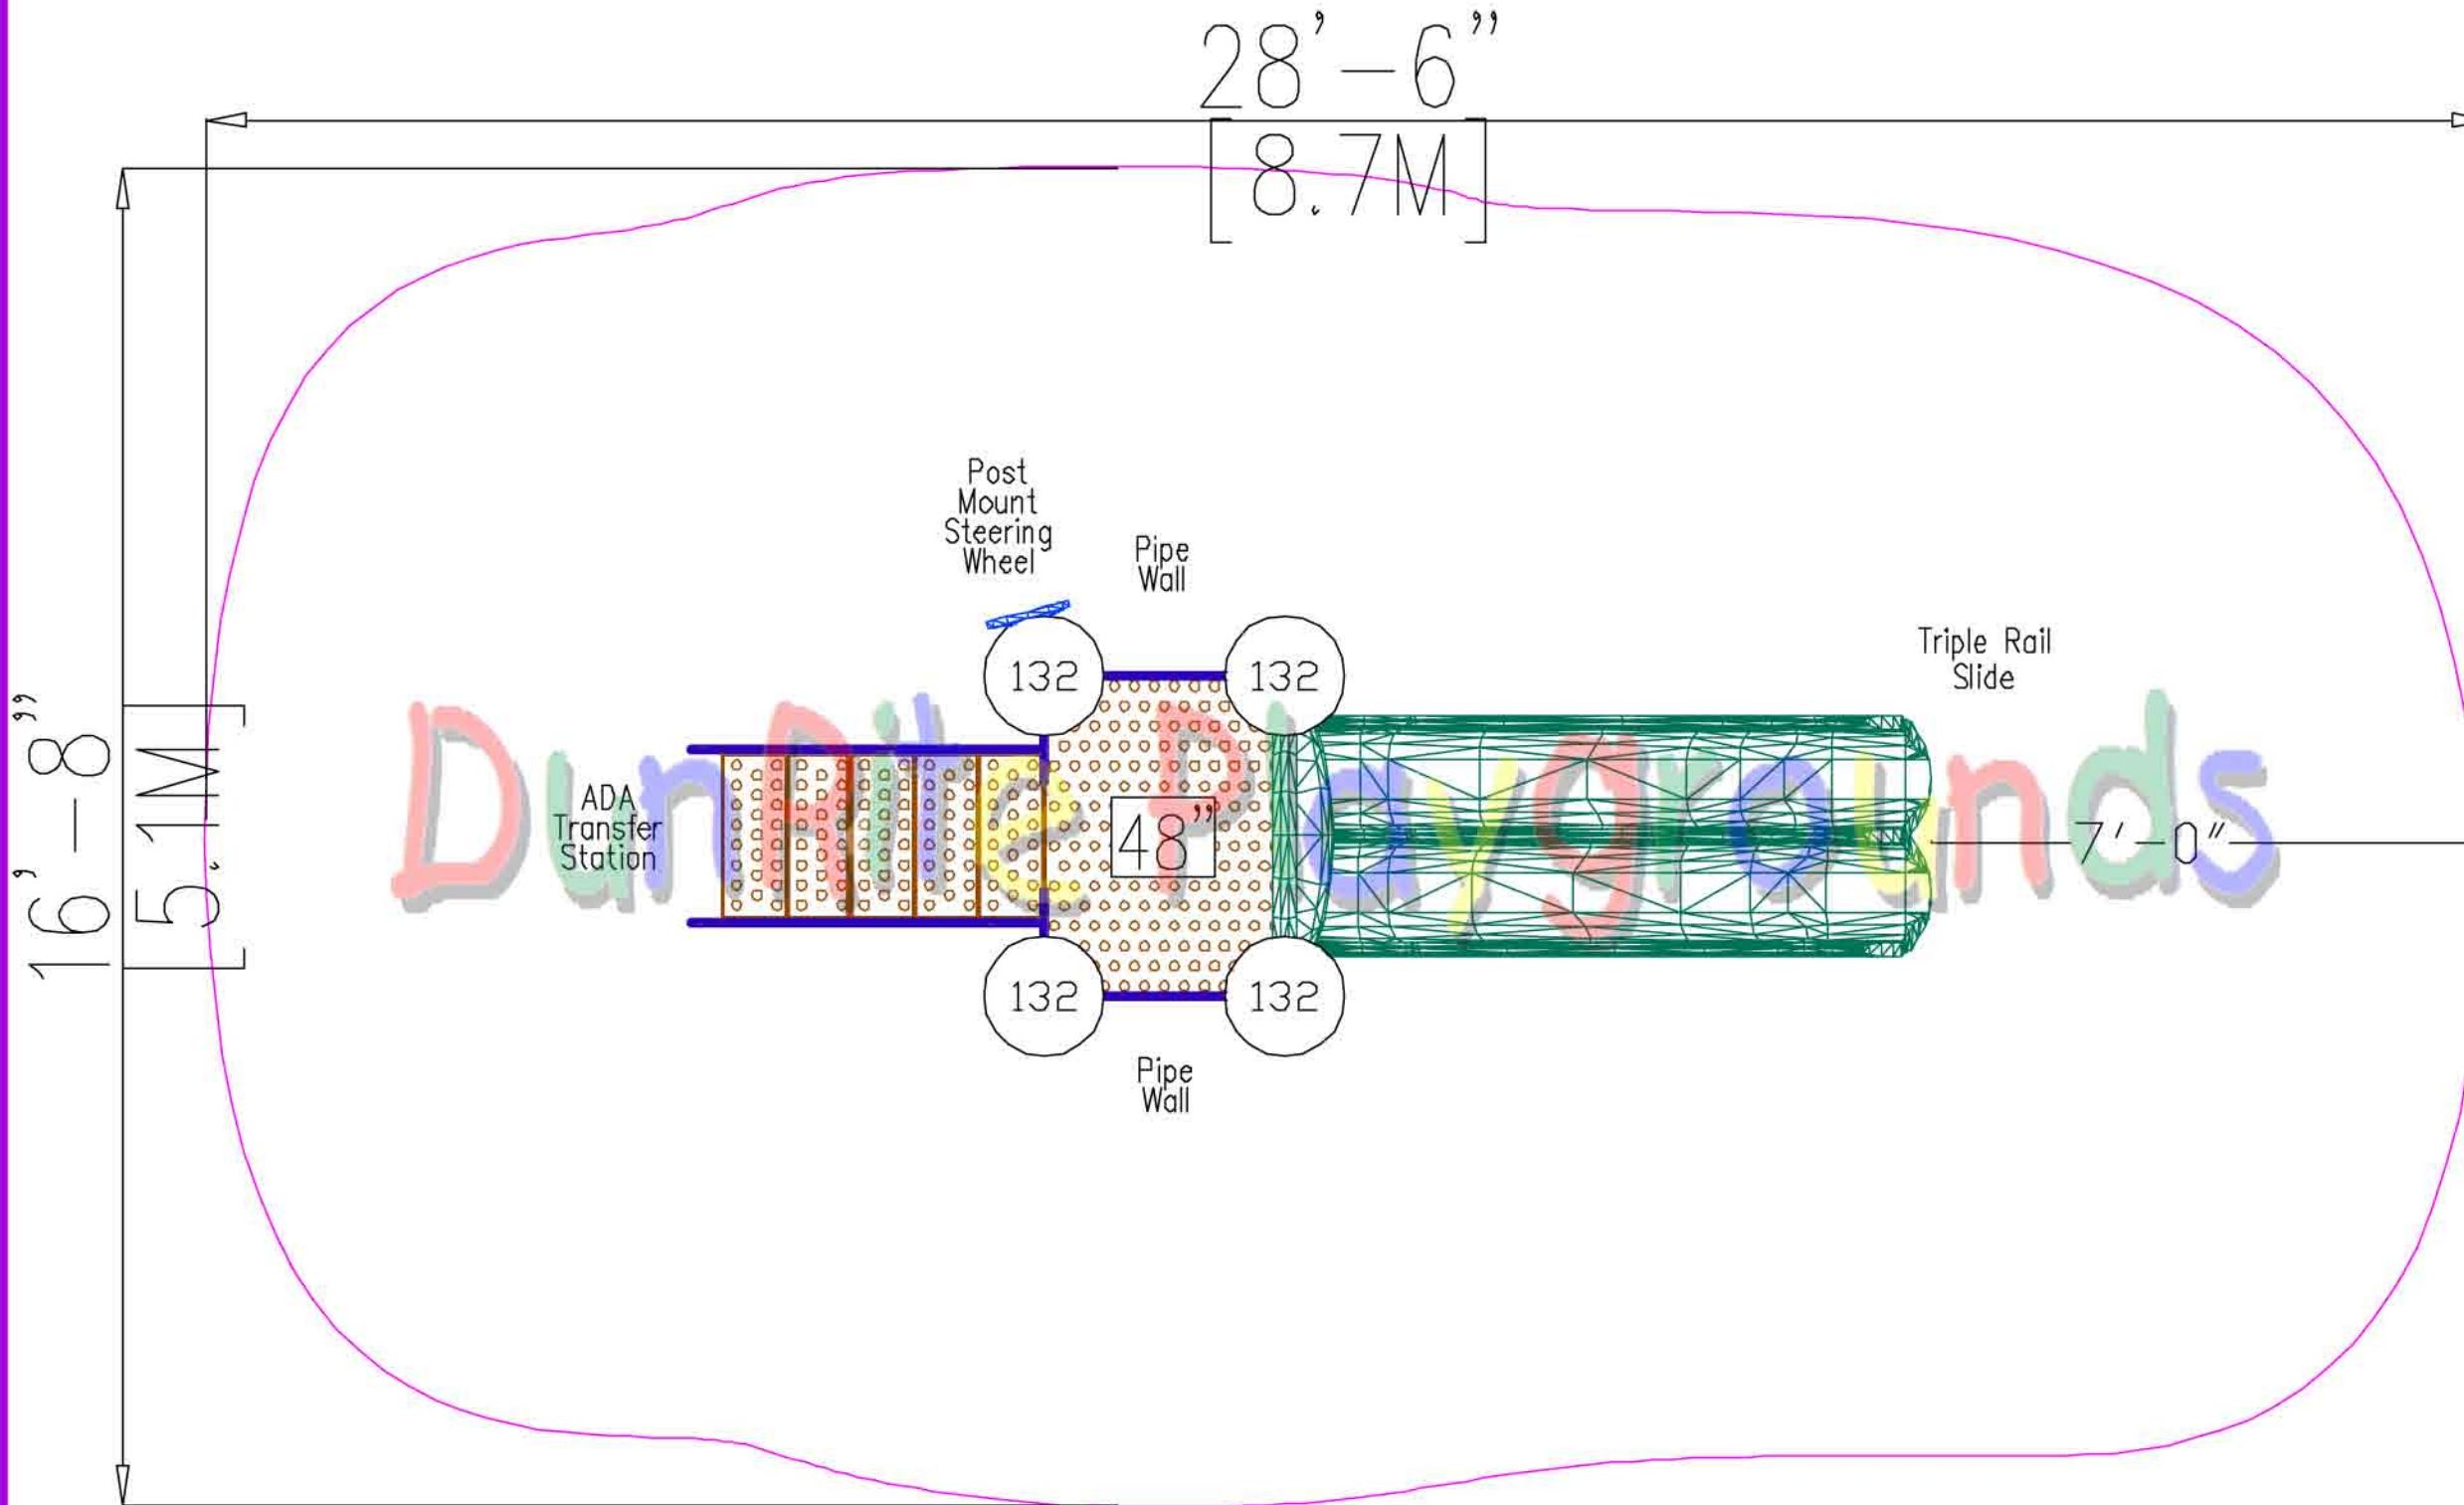 28’-6”
[8.7M]
16’-8”
[5.1M]
Post
Mount
Steering
Wheel
Pipe
Wall
132
132
Triple Rail
Slide
ADA
Transfer
Station
DunRite Playgrounds
48”
7'-0"
132
132
Pipe
Wall